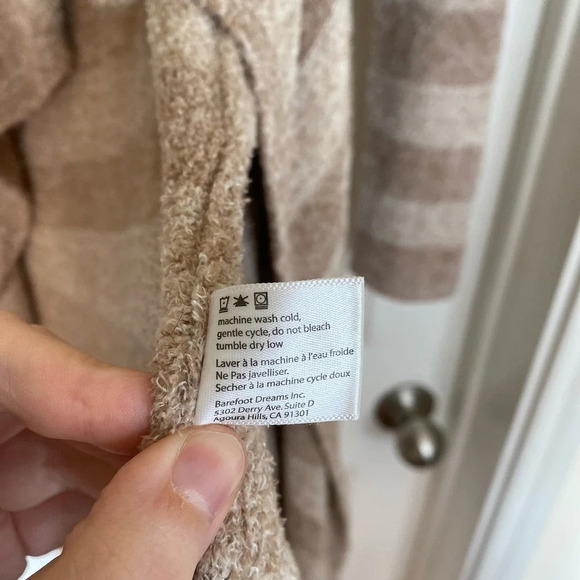 machine wash cold,
gentle cycle, do not bleach
tumble dry low
Laver à la machine à l'eau froide
Ne Pas javelliser.
Secher à la machine cycle doux
Barefoot Dreams Inc.
5302 Derry Ave. Suite D
Agoura Hills, CA 91301